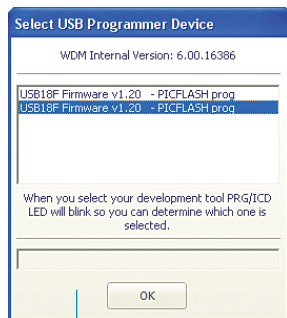 Select USB Programmer Device
WDM Internal Version: 6.00.16386
USB18F Firmware v1.20 - PICFLASH prog
USB18F Firmware v1.20 - PICFLASH prog
When you select your development tool PRG/ICD
LED will blink so you can determine which one is
selected.
OK